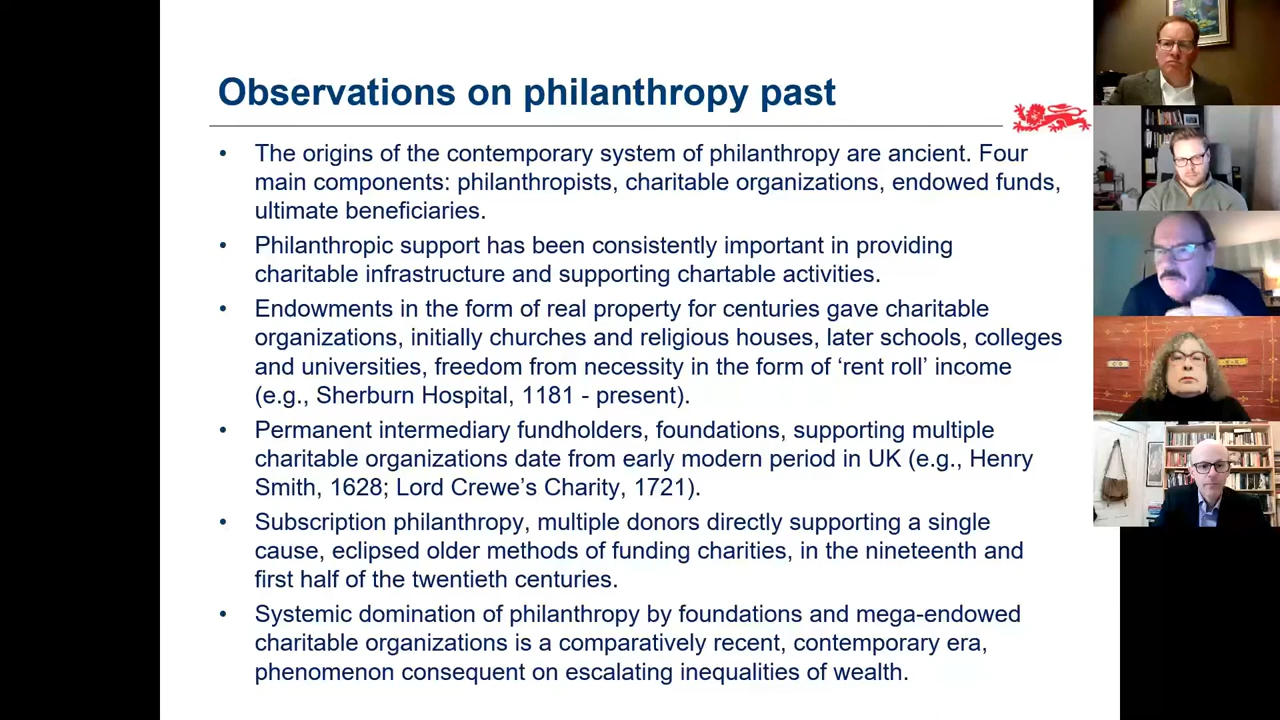 Observations on philanthropy past
• The origins of the contemporary system of philanthropy are ancient. Four
main components: philanthropists, charitable organizations, endowed funds,
ultimate beneficiaries.
• Philanthropic support has been consistently important in providing
charitable infrastructure and supporting chartable activities.
• Endowments in the form of real property for centuries gave charitable
organizations, initially churches and religious houses, later schools, colleges
and universities, freedom from necessity in the form of ‘rent roll’ income
(e.g., Sherburn Hospital, 1181 - present).
• Permanent intermediary fundholders, foundations, supporting multiple
charitable organizations date from early modern period in UK (e.g., Henry
Smith, 1628; Lord Crewe’s Charity, 1721).
• Subscription philanthropy, multiple donors directly supporting a single
cause, eclipsed older methods of funding charities, in the nineteenth and
first half of the twentieth centuries.
• Systemic domination of philanthropy by foundations and mega-endowed
charitable organizations is a comparatively recent, contemporary era,
phenomenon consequent on escalating inequalities of wealth.